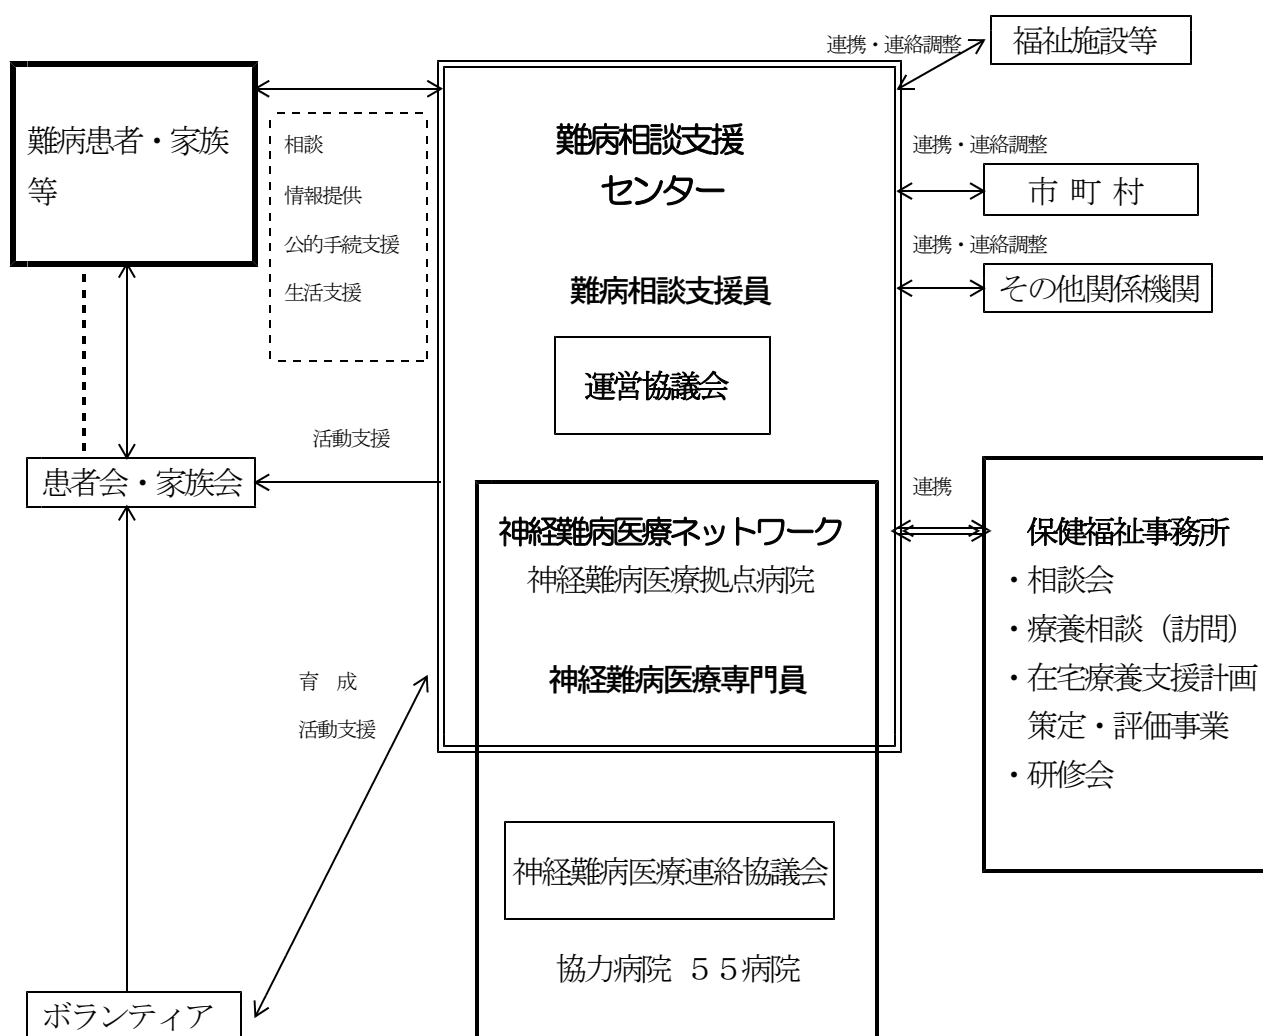 連携・連絡調整
福祉施設等
難病患者・家族
等
相談
情報提供
公的手続支援
生活支援
難病相談支援
センター
難病相談支援員
運営協議会
連携・連絡調整
市 町 村
連携・連絡調整
その他関係機関
活動支援
患者会・家族会
神経難病医療ネットワーク
神経難病医療拠点病院
神経難病医療専門員
連携
保健福祉事務所
・相談会
・療養相談（訪問）
・在宅療養支援計画
策定・評価事業
・研修会
育 成
活動支援
神経難病医療連絡協議会
協力病院 ５５病院
ボランティア